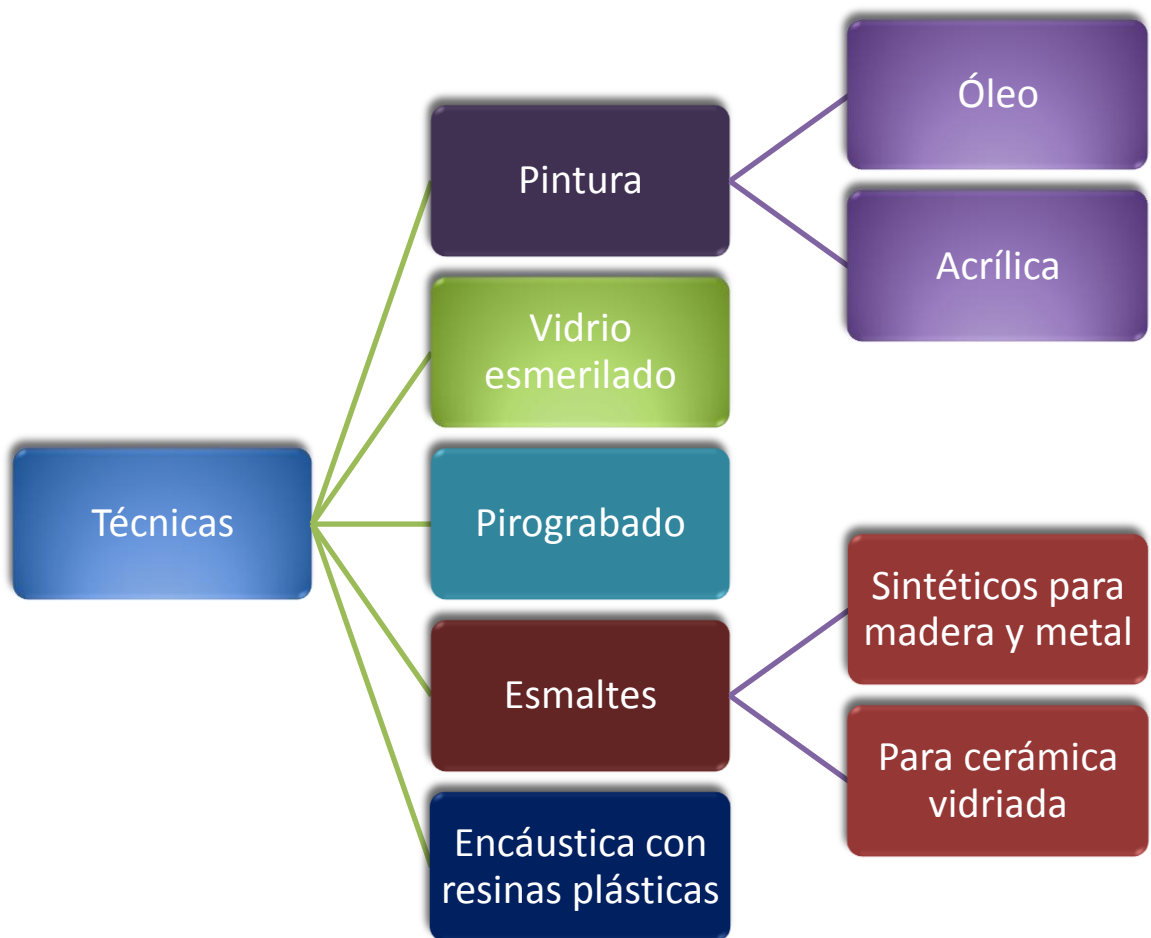 Técnicas
Pintura
Óleo
Acrílica
Vidrio
esmerilado
Pirograbado
Esmaltes
Sintéticos para
madera y metal
Para cerámica
vidriada
Encáustica con
resinas plásticas